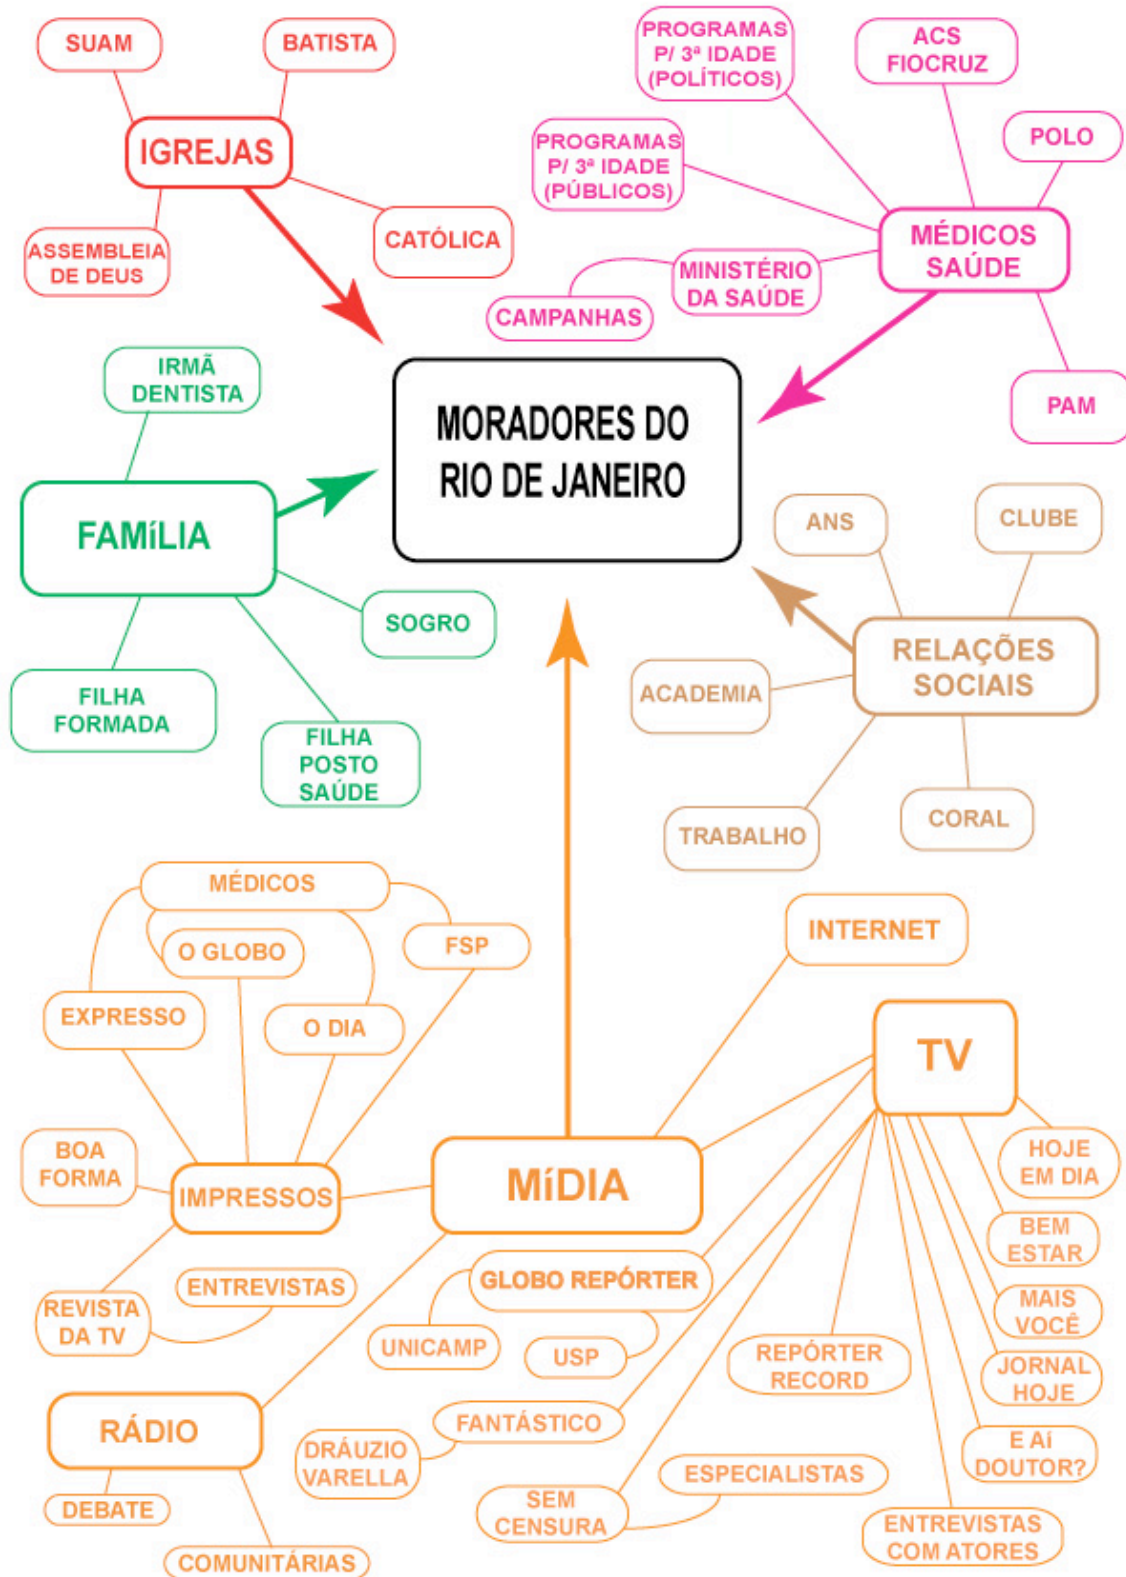 SUAM
BATISTA
IGREJAS
ASSEMBLEIA
DE DEUS
CATÓLICA
PROGRAMAS
P/ 3ª IDADE
(POLÍTICOS)
ACS
FIOCRUZ
PROGRAMAS
P/ 3ª IDADE
(PÚBLICOS)
POLO
MÉDICOS
SAÚDE
MINISTÉRIO
DA SAÚDE
CAMPANHAS
PAM
IRMÃ
DENTISTA
MORADORES DO
RIO DE JANEIRO
FAMíLIA
SOGRO
FILHA
FORMADA
FILHA
POSTO
SAÚDE
ANS
CLUBE
RELAÇÕES
SOCIAIS
ACADEMIA
TRABALHO
CORAL
MÉDICOS
O GLOBO
FSP
EXPRESSO
O DIA
BOA
FORMA
IMPRESSOS
REVISTA
DA TV
ENTREVISTAS
MíDIA
INTERNET
TV
HOJE
EM DIA
BEM
ESTAR
MAIS
VOCÊ
JORNAL
HOJE
E Aí
DOUTOR?
ENTREVISTAS
COM ATORES
REPÓRTER
RECORD
GLOBO REPÓRTER
UNICAMP
USP
FANTÁSTICO
DRÁUZIO
VARELLA
ESPECIALISTAS
SEM
CENSURA
RÁDIO
DEBATE
COMUNITÁRIAS